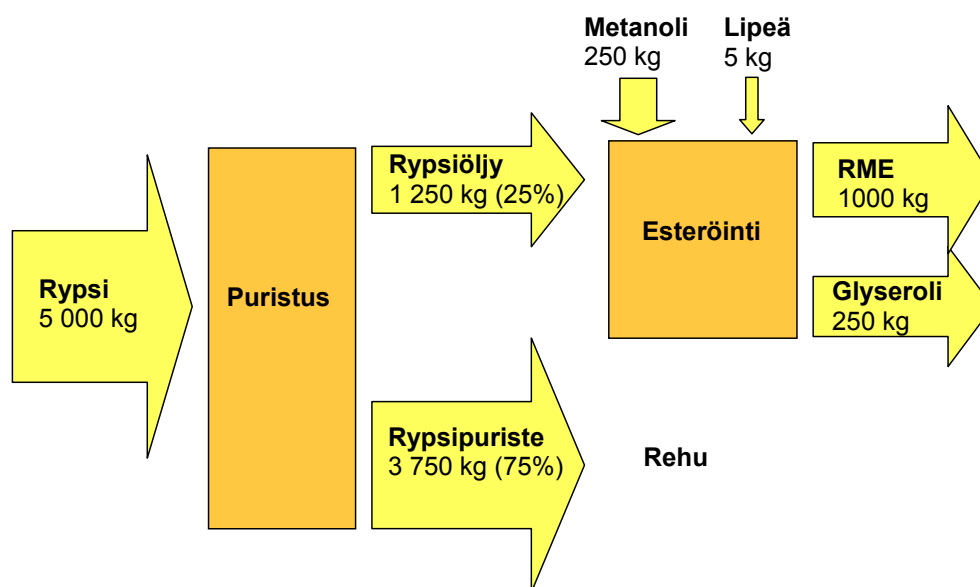 Metanoli
250 kg
Lipeä
5 kg
Rypsi
5 000 kg
Puristus
Rypsiöljy
1 250 kg (25%)
Esteröinti
RME
1000 kg
Glyseroli
250 kg
Rypsipuriste
3 750 kg (75%)
Rehu